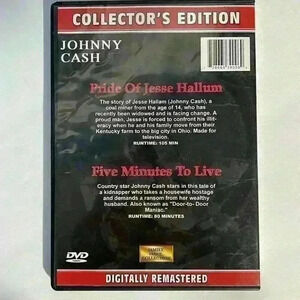 COLLECTOR'S EDITION
JOHNNY
CASH
Pride Of Jesse Hallum
The story of Jesse Hallam (Johnny Cash), a
coal miner from the age of 14, who has
recently been widowed and is facing change. A
proud man, Jesse is forced to confront his illit-
eracy when he and his family move from their
Kentucky farm to the big city in Ohio. Made for
television.
RUNTIME: 105 MIN
Five Minutes To Live
Country star Johnny Cash stars in this tale of
a kidnapper who takes a housewife hostage
and demands a ransom from her wealthy
husband. Also known as "Door-to- Door
Maniac."
RUNTIME: 80 MINUTES
DVD
FAMILY
COLLECTION
DIGITALLY REMASTERED